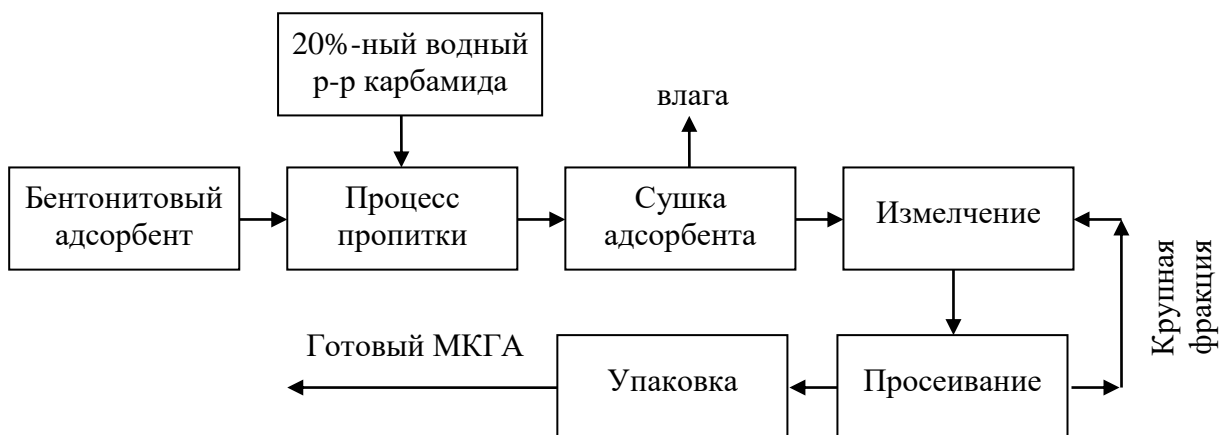 20%-ный водный
р-р карбамида
влага
Бентонитовый
адсорбент
Процесс
пропитки
Сушка
адсорбента
Измелчение
Крупная
фракция
Готовый МКГА
Упаковка
Просеивание